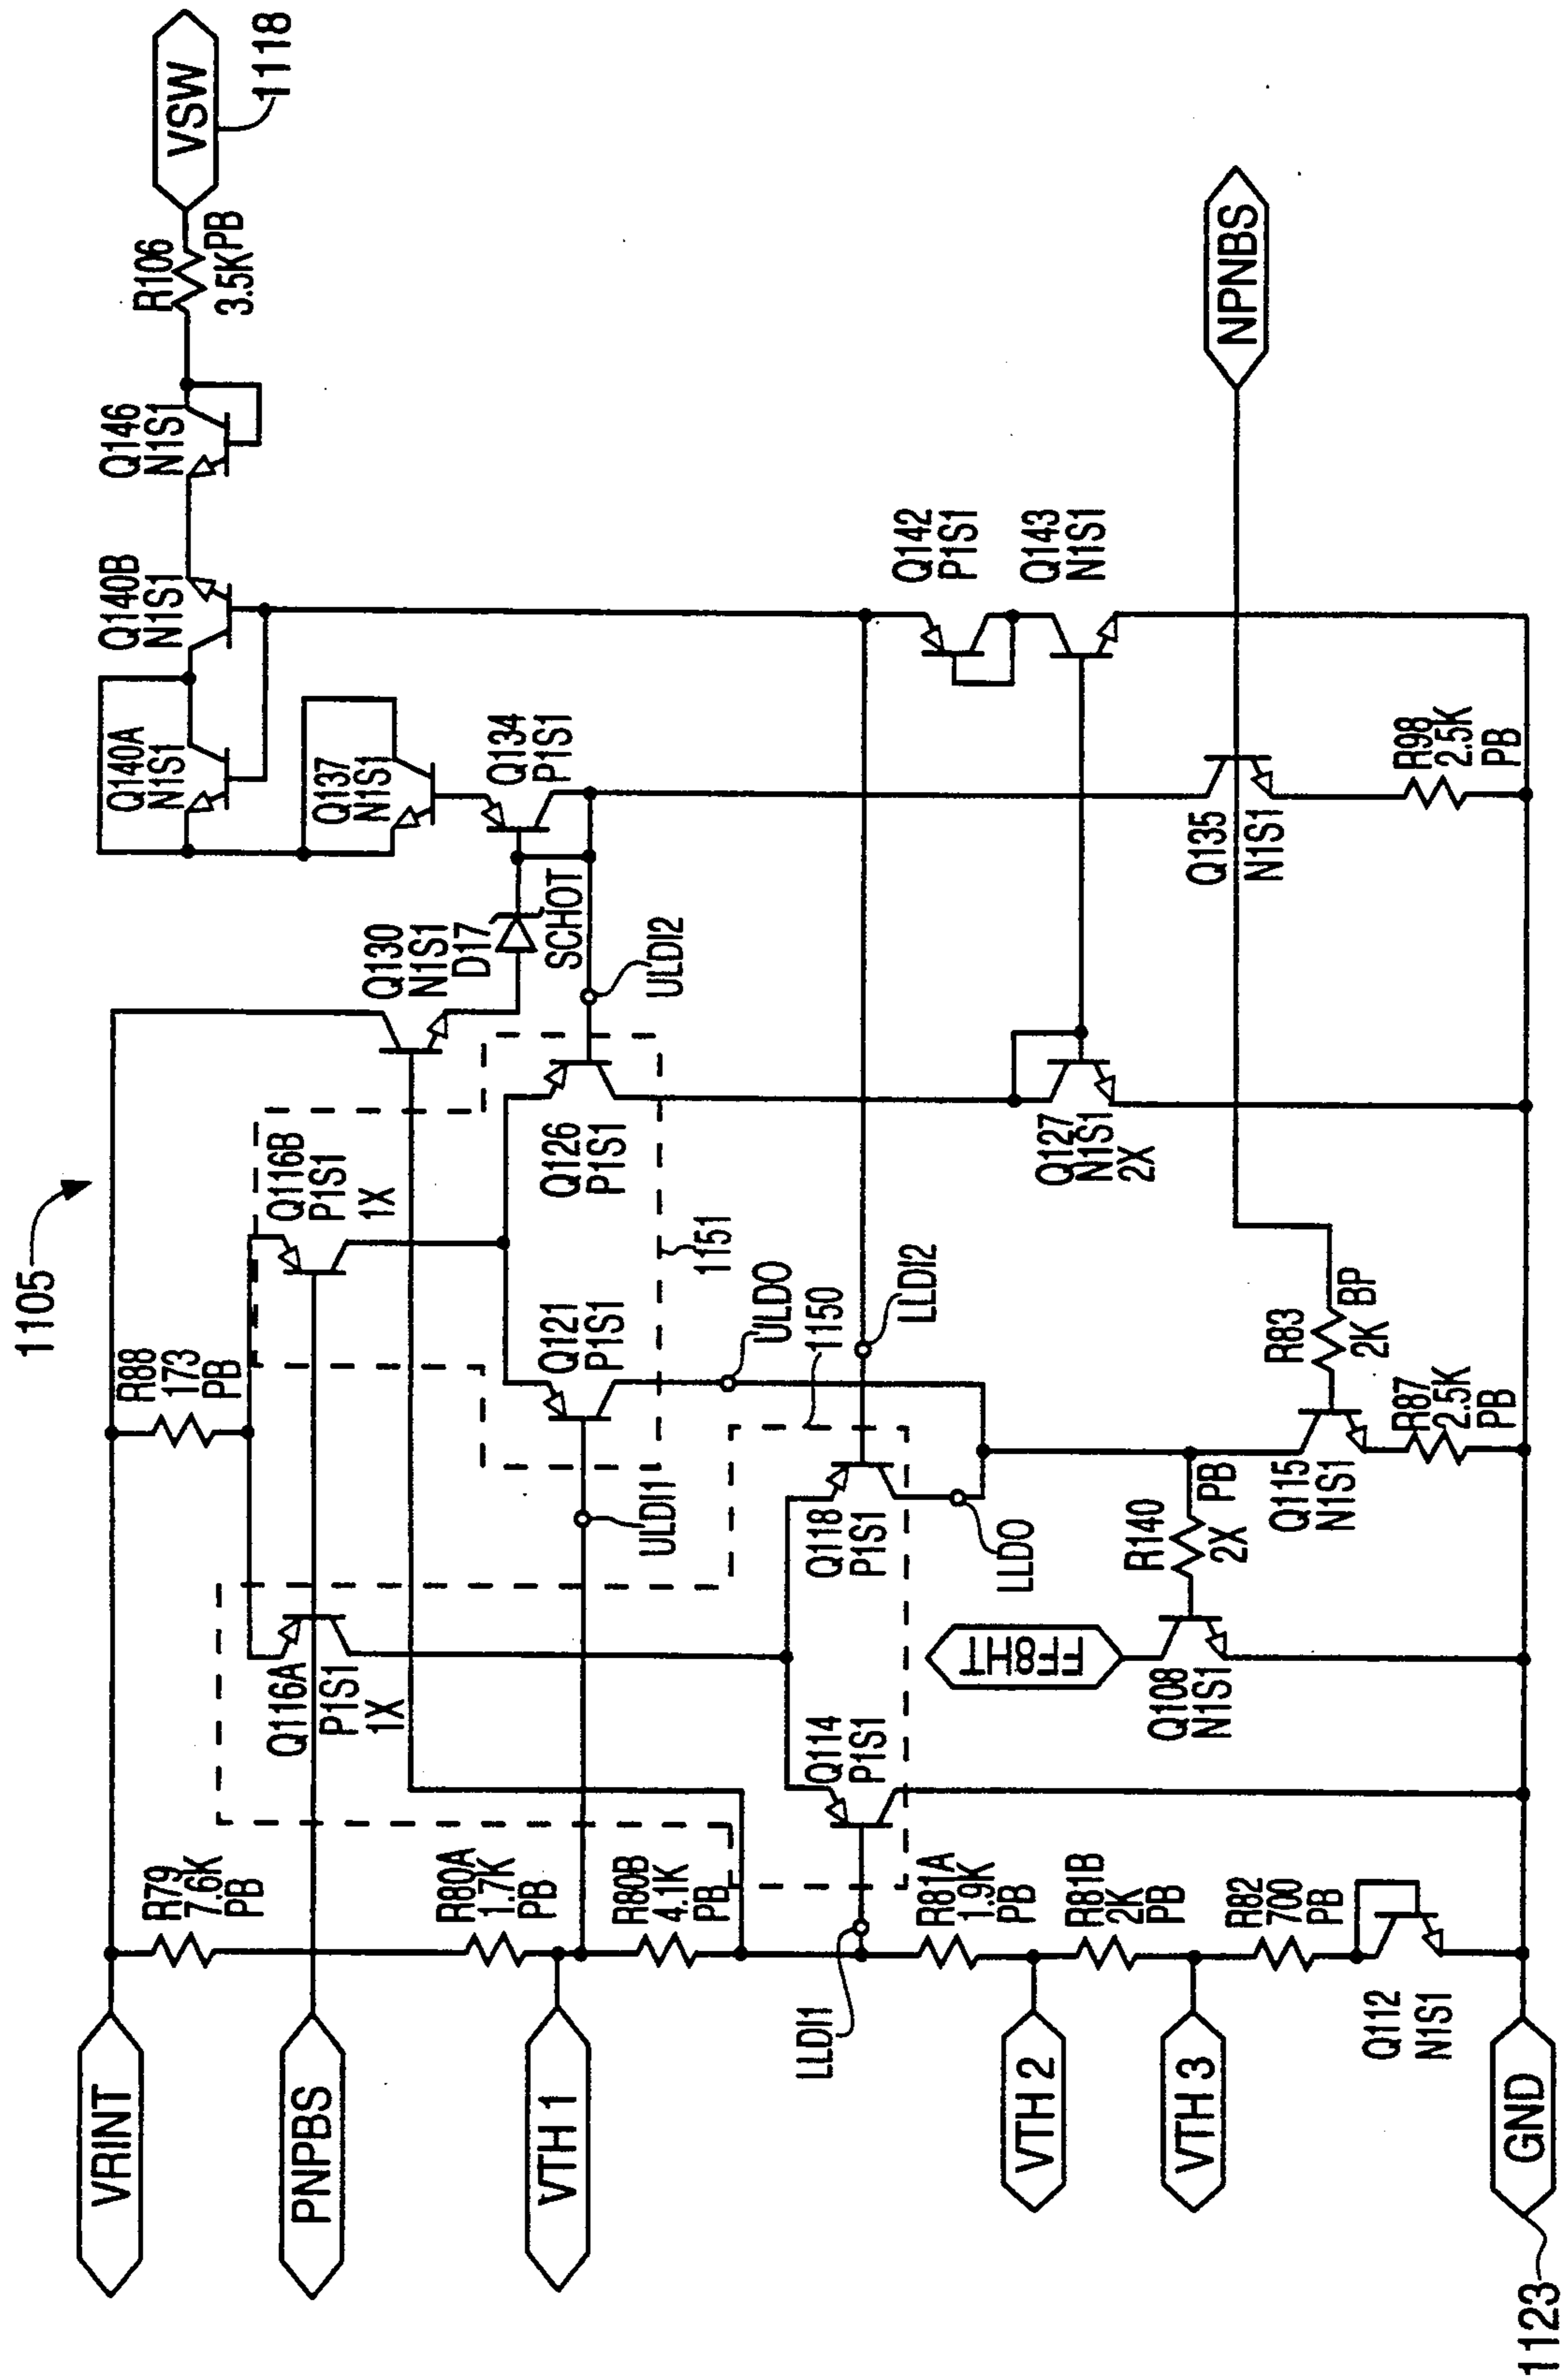 1105
VRINT
PNPBS
VTH 1
VTH 2
VTH 3
GND
1123
R79
7.6K
PB
R80A
1.7K
PB
R80B
4.1K
PB
LLDI1
R81A
1.9K
PB
R81B
2K
PB
R82
700
PB
Q112
N1S1
R88
173
PB
Q116A
P1S1
1X
Q116B
P1S1
1X
ULDI1
Q114
P1S1
Q118
P1S1
LLDO
FF8HT
Q108
N1S1
R140
2X
PB
Q115
N1S1
R87
2.5K
PB
R83
2K
BP
Q121
P1S1
ULDO
1150
LLDI2
1151
Q126
P1S1
ULDI2
Q127
N1S1
2X
Q130
N1S1
D17
SCHOT
Q134
P1S1
Q137
N1S1
Q140A
N1S1
Q140B
N1S1
Q146
N1S1
R106
3.5K
PB
VSW
1118
Q142
P1S1
Q143
N1S1
Q135
N1S1
R98
2.5K
PB
NPNBS